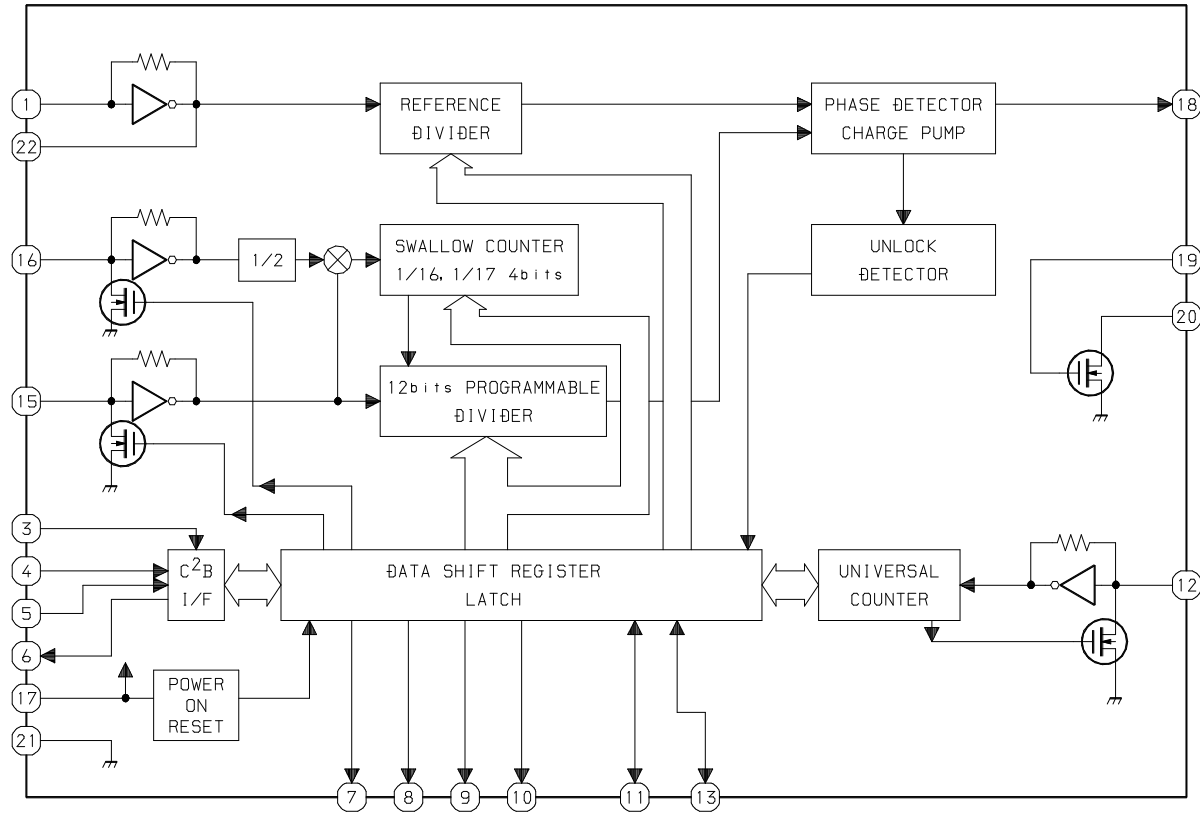 1
REFERENCE
DIVIDER
PHASE DETECTOR
CHARGE PUMP
18
22
16
1/2
SWALLOW COUNTER
1/16, 1/17 4bits
UNLOCK
DETECTOR
19
20
15
12bits PROGRAMMABLE
DIVIDER
3
4
5
6
C²B
I/F
DATA SHIFT REGISTER
LATCH
UNIVERSAL
COUNTER
12
17
POWER
ON
RESET
21
7
8
9
10
11
13